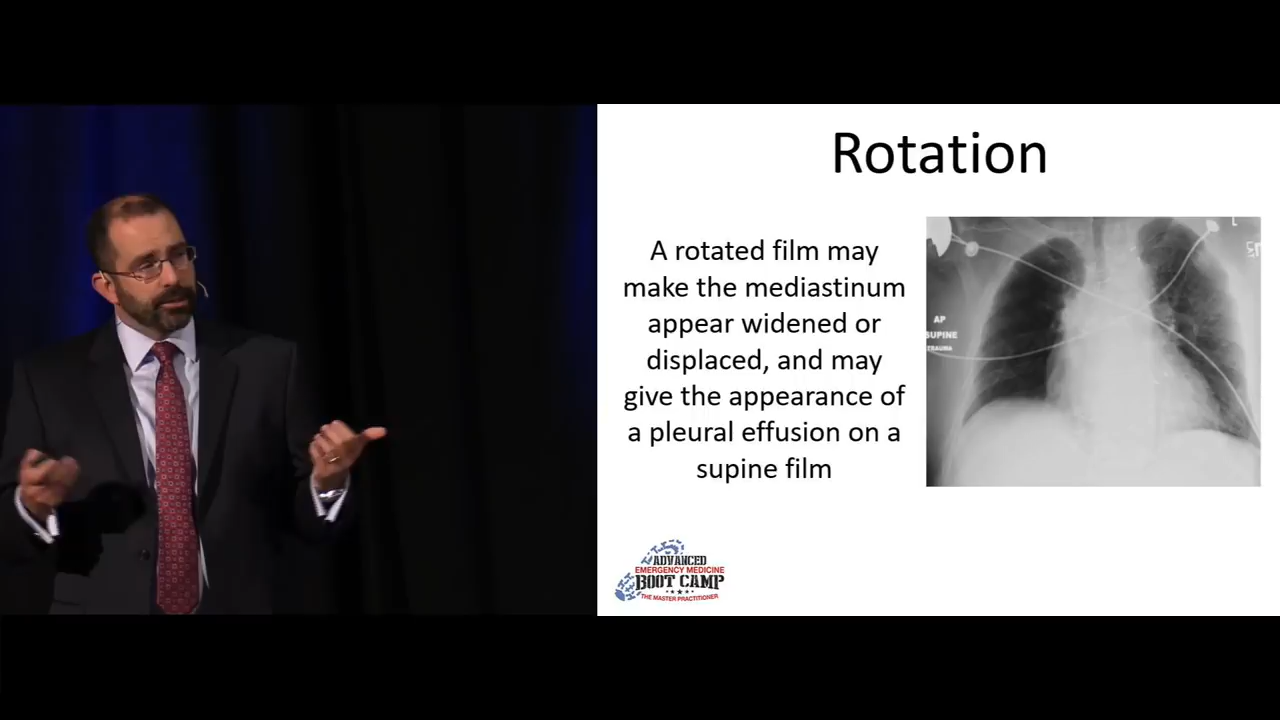 Rotation
A rotated film may
make the mediastinum
appear widened or
displaced, and may
give the appearance of
a pleural effusion on a
supine film
AP
SUPINE
TRAUMA
L
ADVANCED
EMERGENCY MEDICINE
BOOT CAMP
THE MASTER PRACTITIONER